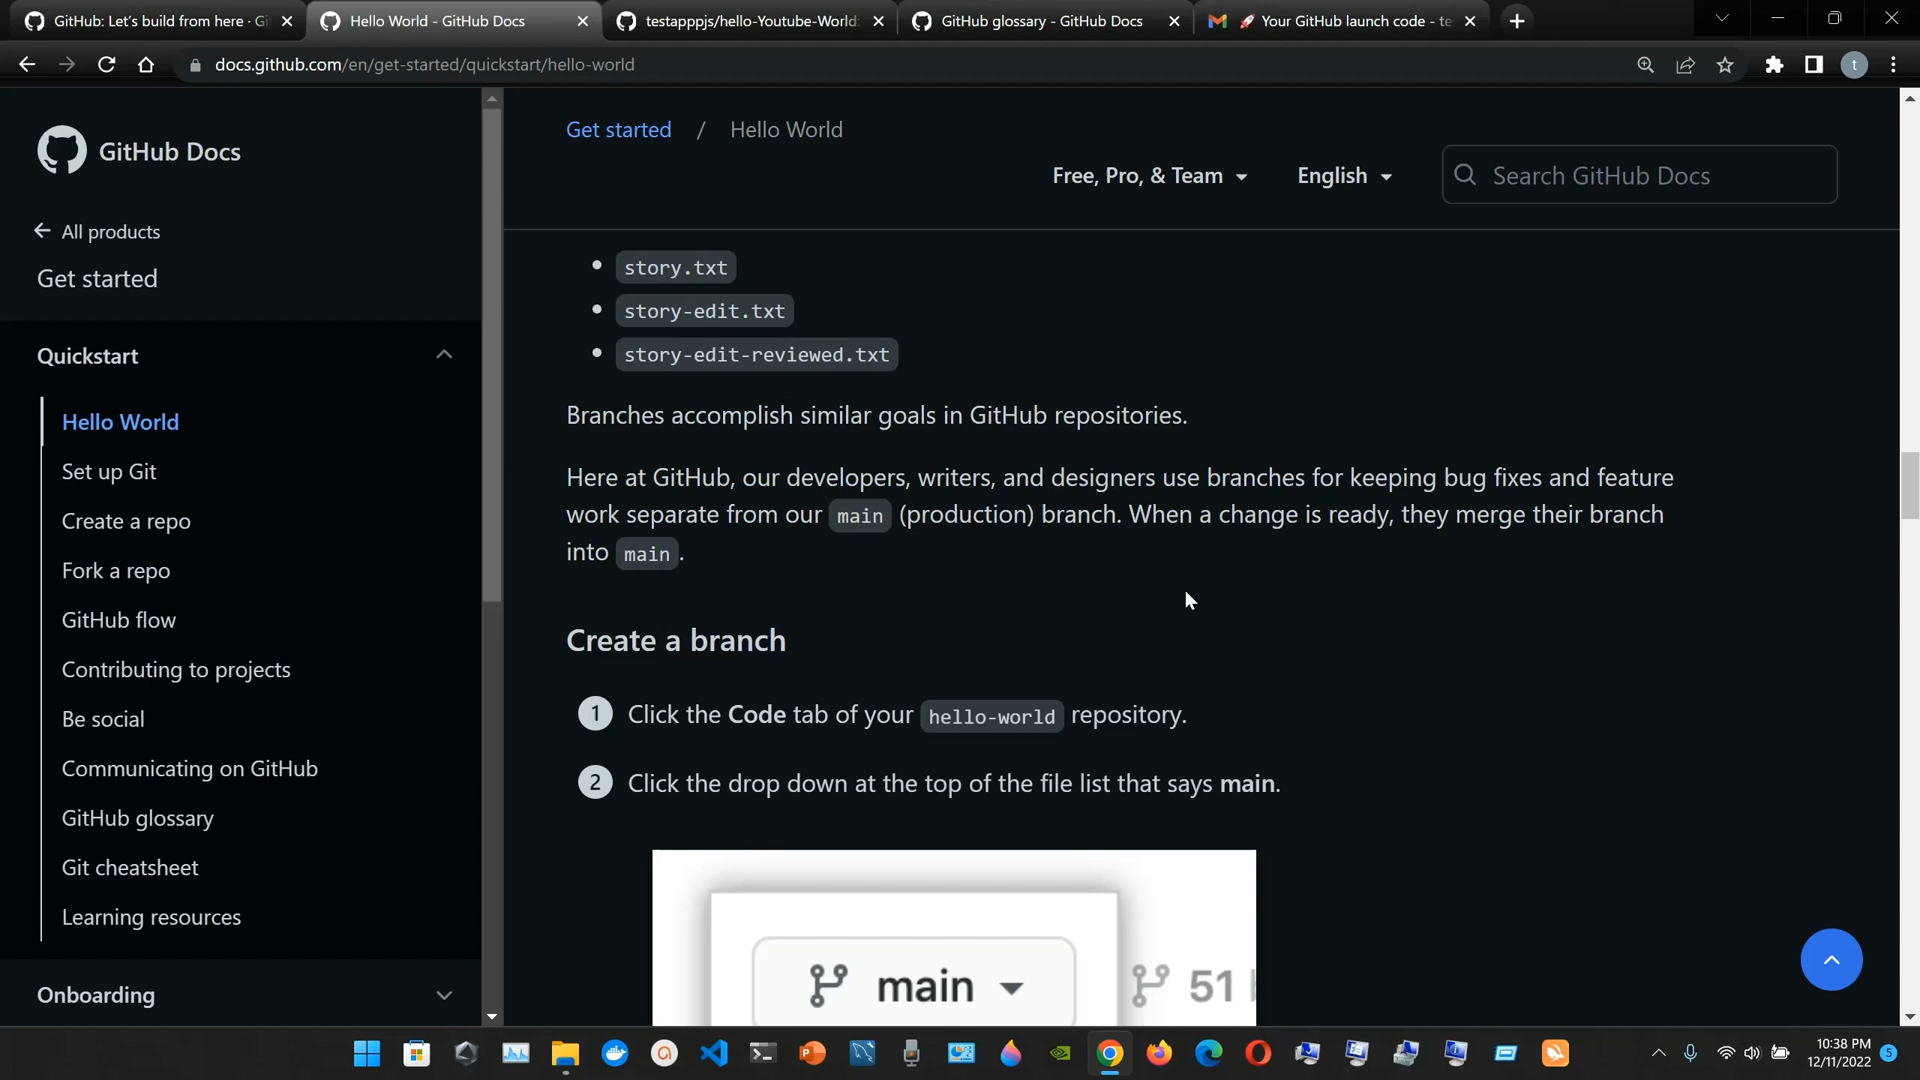 GitHub: Let's build from here · Gi
Hello World - GitHub Docs
testapppjs/hello-Youtube-World:
GitHub glossary - GitHub Docs
🚀 Your GitHub launch code - te
docs.github.com/en/get-started/quickstart/hello-world
t
GitHub Docs
All products
Get started
Quickstart
Hello World
Set up Git
Create a repo
Fork a repo
GitHub flow
Contributing to projects
Be social
Communicating on GitHub
GitHub glossary
Git cheatsheet
Learning resources
Onboarding
Get started / Hello World
Free, Pro, & Team
English
Search GitHub Docs
• story.txt
• story-edit.txt
• story-edit-reviewed.txt
Branches accomplish similar goals in GitHub repositories.
Here at GitHub, our developers, writers, and designers use branches for keeping bug fixes and feature
work separate from our main (production) branch. When a change is ready, they merge their branch
into main.
Create a branch
1 Click the Code tab of your hello-world repository.
2 Click the drop down at the top of the file list that says main.
main
51
10:38 PM
12/11/2022
5